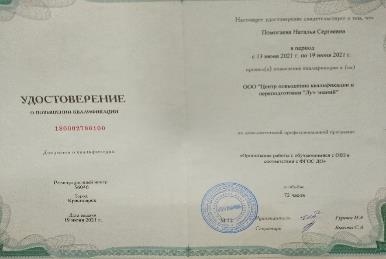 УДОСТОВЕРЕНИЕ
О ПОВЫШЕНИИ КВАЛИФИКАЦИИ
180002780100
Документ о квалификации
Регистрационный номер
Город
Красноярск
Дата выдачи
19 июня 2021 г.
Настоящее удостоверение свидетельствует о том, что
Помогаева Наталья Сергеевна
в период
с 13 июня 2021 г. по 19 июня 2021 г.
прошел(а) повышение квалификации в (на)
ООО "Центр повышения квалификации и
переподготовки "Луч знаний"
по дополнительной профессиональной программе
«Организация работы с обучающимися с ОВЗ в
соответствии с ФГОС ДО»
в объёме
72 часов
М.П.
Председатель
Секретарь